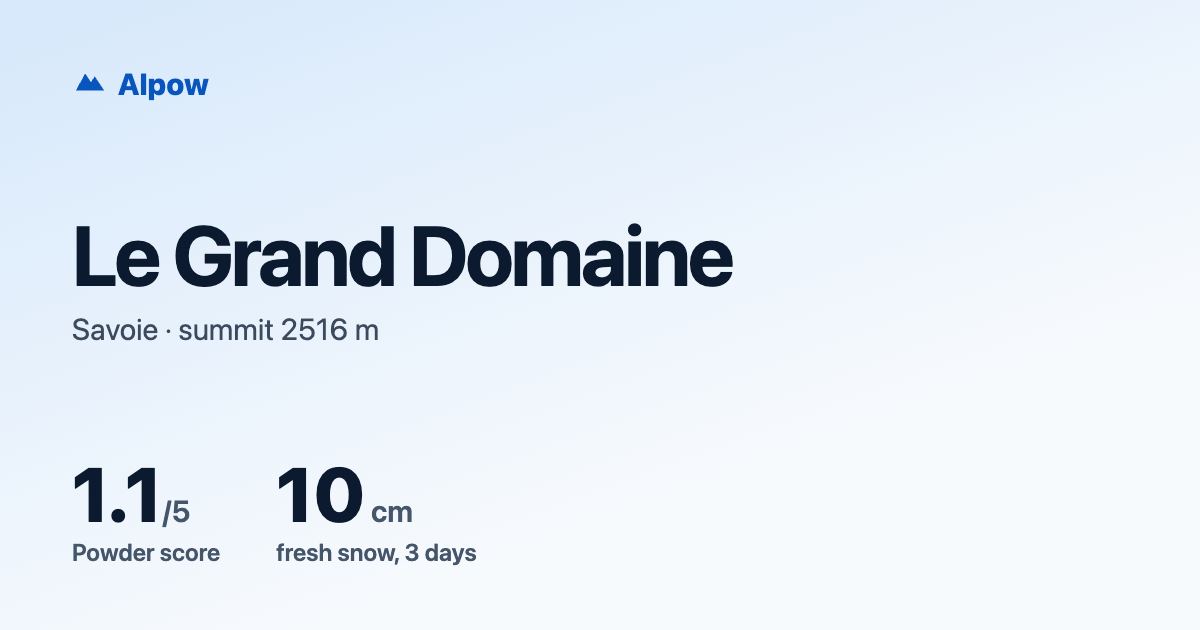 Alpow
Le Grand Domaine
Savoie · summit 2516 m
1.1/5
Powder score
10 cm
fresh snow, 3 days